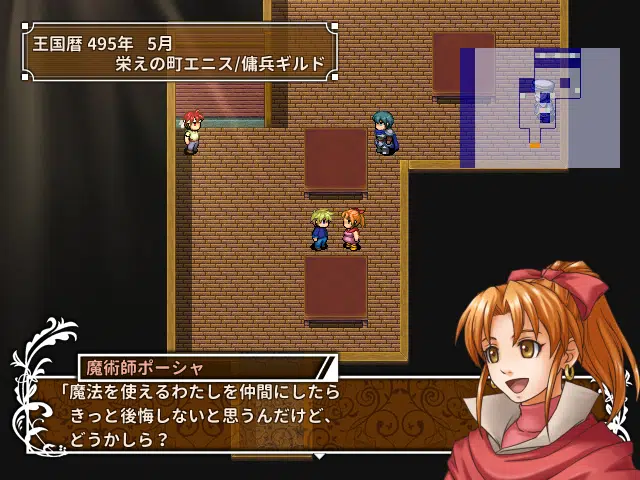 王国暦 495年 5月
栄えの町エニス/傭兵ギルド
魔術師ポーシャ
「魔法を使えるわたしを仲間にしたら
きっと後悔しないと思うんだけど、
どうかしら？